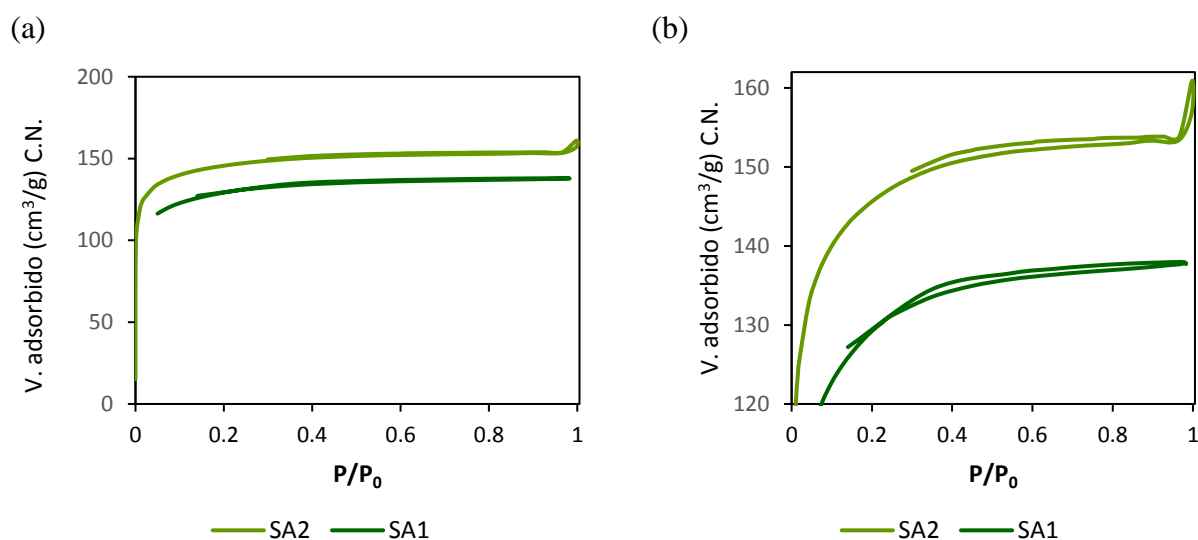 (a)
V. adsorbido (cm³/g) C.N.
200
150
100
50
0
0 0.2 0.4 0.6 0.8 1
P/P₀
SA2 SA1
(b)
V. adsorbido (cm³/g) C.N.
160
150
140
130
120
0 0.2 0.4 0.6 0.8 1
P/P₀
SA2 SA1